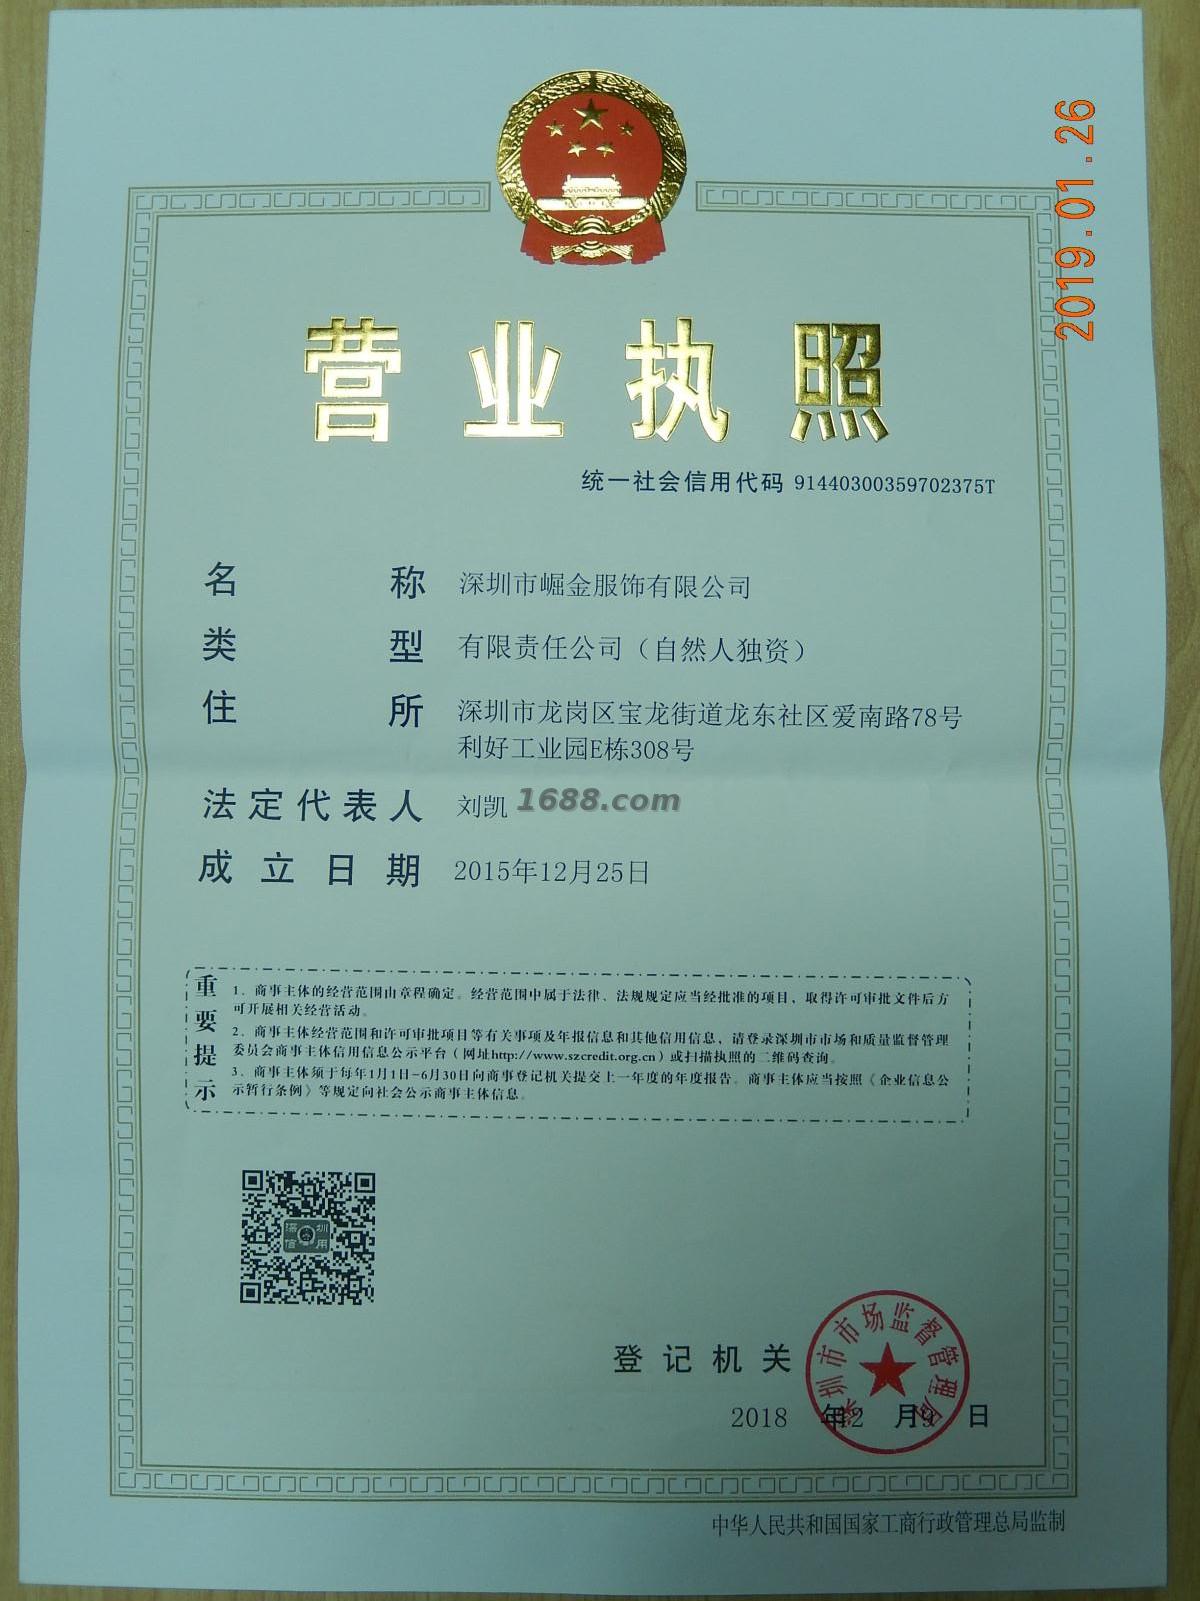 2019.01.26
营业执照
统一社会信用代码 91440300359702375T
名称 深圳市崛金服饰有限公司
类型 有限责任公司（自然人独资）
住所 深圳市龙岗区宝龙街道龙东社区爱南路78号
利好工业园E栋308号
法定代表人 刘凯 1688.com
成立日期 2015年12月25日
重要提示
1．商事主体的经营范围由章程确定。经营范围中属于法律、法规规定应当经批准的项目，取得许可审批文件后方
可开展相关经营活动。
2．商事主体经营范围和许可审批项目等有关事项及年报信息和其他信用信息，请登录深圳市市场和质量监督管理
委员会商事主体信用信息公示平台（网址http://www.szcredit.org.cn）或扫描执照的二维码查询。
3．商事主体须于每年1月1日-6月30日向商事登记机关提交上一年度的年度报告。商事主体应当按照《企业信息公
示暂行条例》等规定向社会公示商事主体信息。
深圳
信用
登记机关
深圳市市场监督管理局
2018 年12 月 日
中华人民共和国国家工商行政管理总局监制